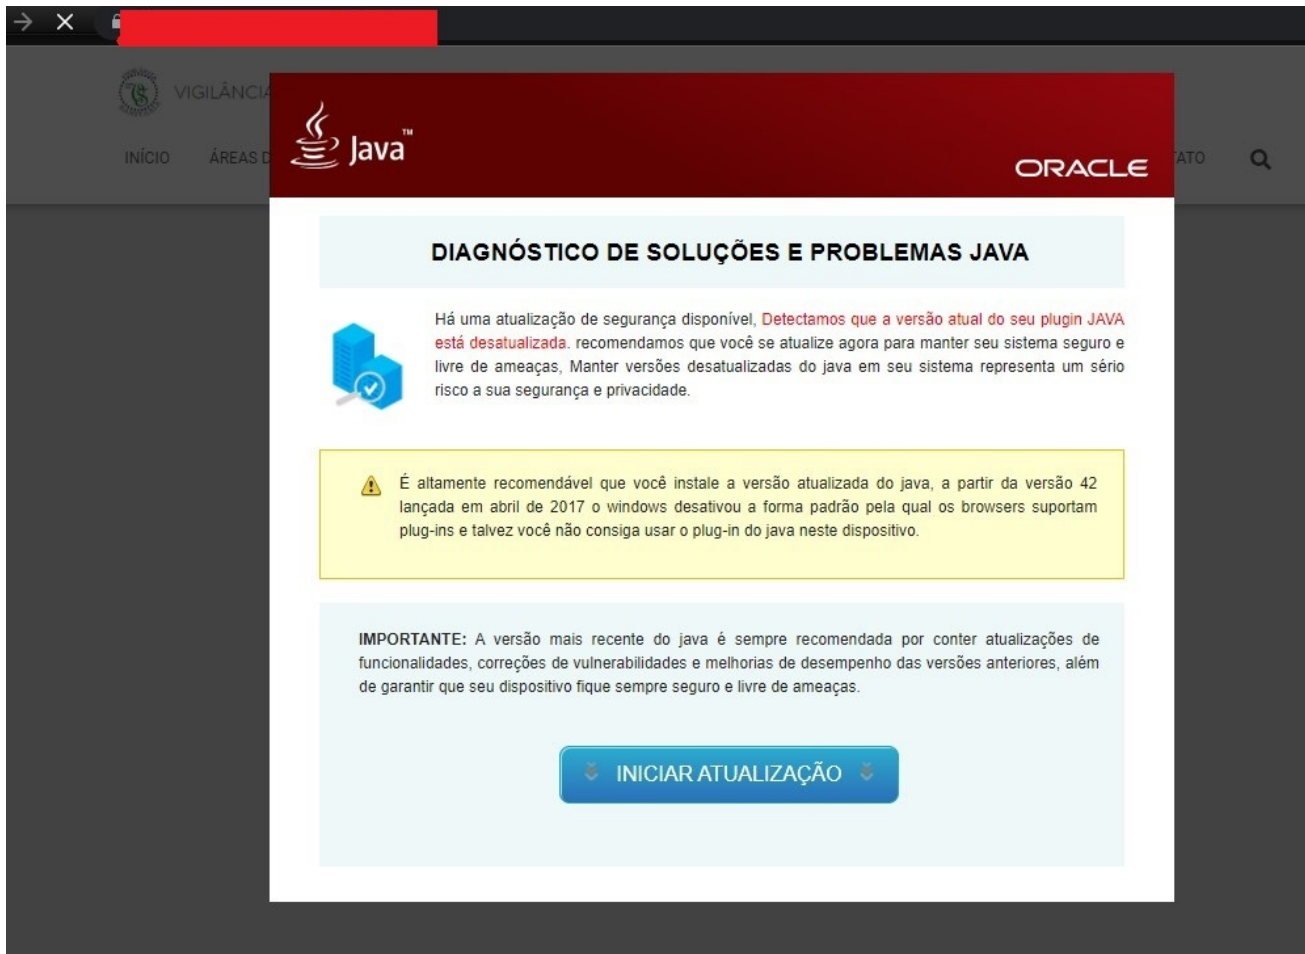 VIGILÂNCIA
INÍCIO ÁREAS D
ATO
Java™
ORACLE
DIAGNÓSTICO DE SOLUÇÕES E PROBLEMAS JAVA
Há uma atualização de segurança disponível, Detectamos que a versão atual do seu plugin JAVA
está desatualizada. recomendamos que você se atualize agora para manter seu sistema seguro e
livre de ameaças, Manter versões desatualizadas do java em seu sistema representa um sério
risco a sua segurança e privacidade.
É altamente recomendável que você instale a versão atualizada do java, a partir da versão 42
lançada em abril de 2017 o windows desativou a forma padrão pela qual os browsers suportam
plug-ins e talvez você não consiga usar o plug-in do java neste dispositivo.
IMPORTANTE: A versão mais recente do java é sempre recomendada por conter atualizações de
funcionalidades, correções de vulnerabilidades e melhorias de desempenho das versões anteriores, além
de garantir que seu dispositivo fique sempre seguro e livre de ameaças.
INICIAR ATUALIZAÇÃO